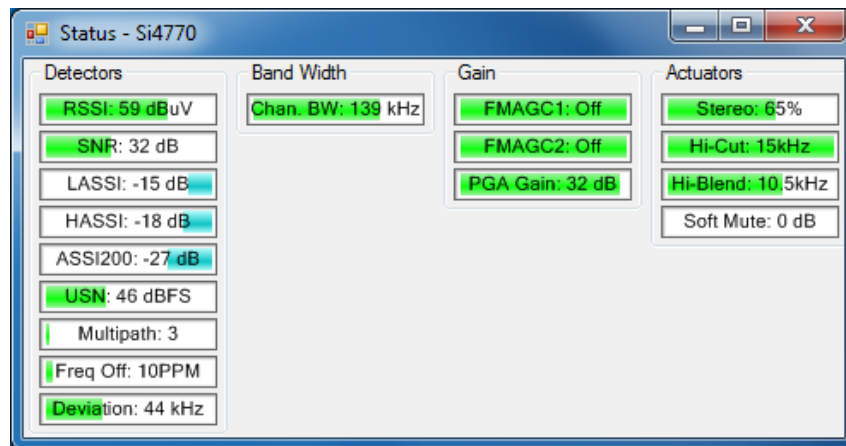 Status - Si4770
Detectors
RSSI: 59 dBuV
SNR: 32 dB
LASSI: -15 dB
HASSI: -18 dB
ASSI200: -27 dB
USN: 46 dBFS
Multipath: 3
Freq Off: 10PPM
Deviation: 44 kHz
Band Width
Chan. BW: 139 kHz
Gain
FMAGC1: Off
FMAGC2: Off
PGA Gain: 32 dB
Actuators
Stereo: 65%
Hi-Cut: 15kHz
Hi-Blend: 10.5kHz
Soft Mute: 0 dB